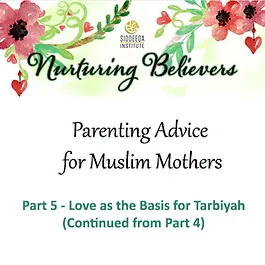 SIDDEEQA
INSTITUTE
Nurturing Believers
Parenting Advice
for Muslim Mothers
Part 5 - Love as the Basis for Tarbiyah
(Continued from Part 4)